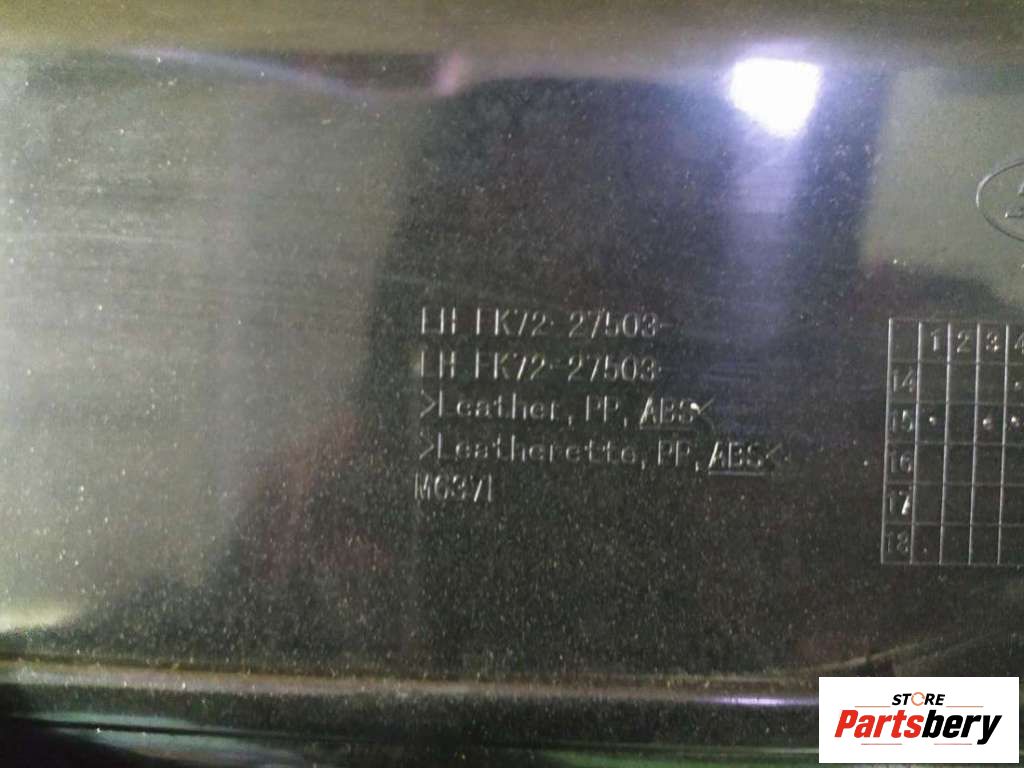 LH FK72-27503-
LH FK72-27503-
>Leather, PP, ABS<
>Leatherette, PP, ABS<
1 2 3 4
14
15
16
17
18
STORE
Partsbery